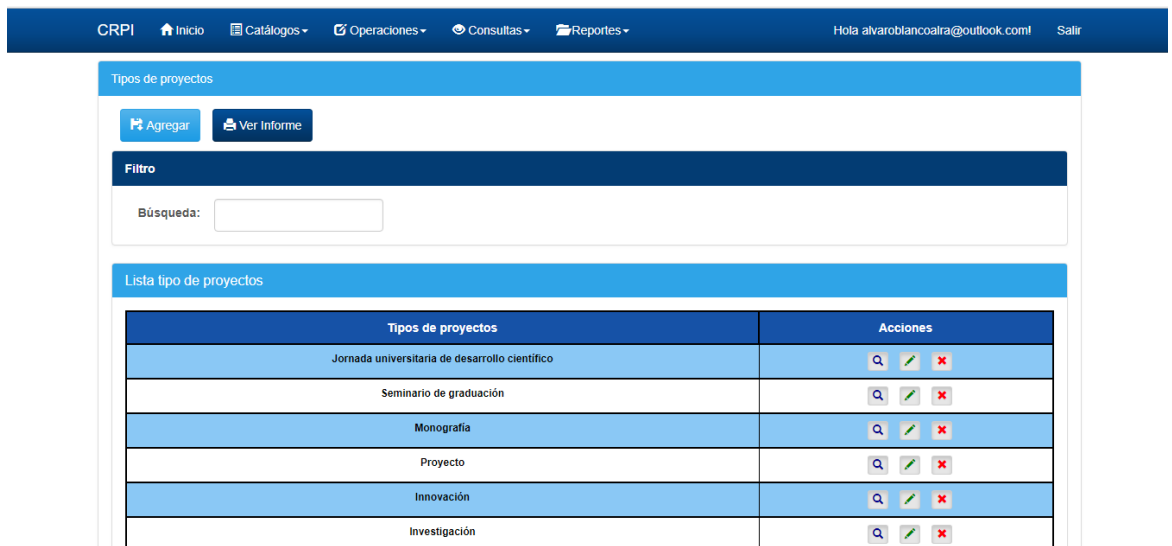 CRPI Inicio Catálogos Operaciones Consultas Reportes Hola alvaroblancoalra@outlook.com! Salir
Tipos de proyectos
Agregar Ver Informe
Filtro
Búsqueda:
Lista tipo de proyectos
Tipos de proyectos Acciones
Jornada universitaria de desarrollo científico
Seminario de graduación
Monografía
Proyecto
Innovación
Investigación